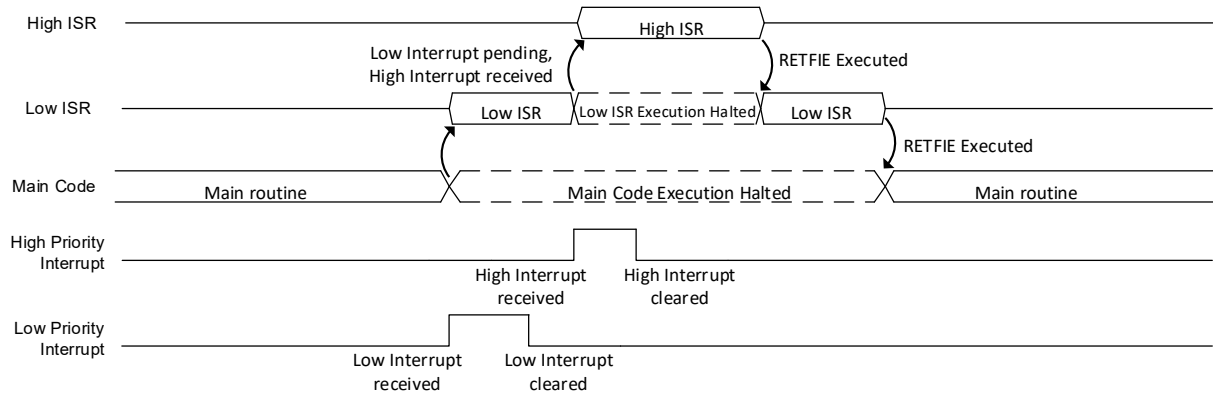 High ISR
High ISR
Low Interrupt pending,
High Interrupt received
RETFIE Executed
Low ISR
Low ISR
Low ISR Execution Halted
Low ISR
RETFIE Executed
Main Code
Main routine
Main Code Execution Halted
Main routine
High Priority
Interrupt
High Interrupt
received
High Interrupt
cleared
Low Priority
Interrupt
Low Interrupt
received
Low Interrupt
cleared